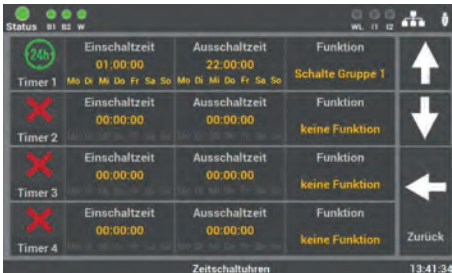 Status B1 B2 W WL I1 I2
Einschaltzeit Ausschaltzeit Funktion
24h 01:00:00 22:00:00 Schalte Gruppe 1
Timer 1 Mo Di Mi Do Fr Sa So Mo Di Mi Do Fr Sa So
Einschaltzeit Ausschaltzeit Funktion
00:00:00 00:00:00 keine Funktion
Timer 2
Einschaltzeit Ausschaltzeit Funktion
00:00:00 00:00:00 keine Funktion
Timer 3
Einschaltzeit Ausschaltzeit Funktion
00:00:00 00:00:00 keine Funktion
Timer 4
Zurück
Zeitschaltuhren 13:41:34